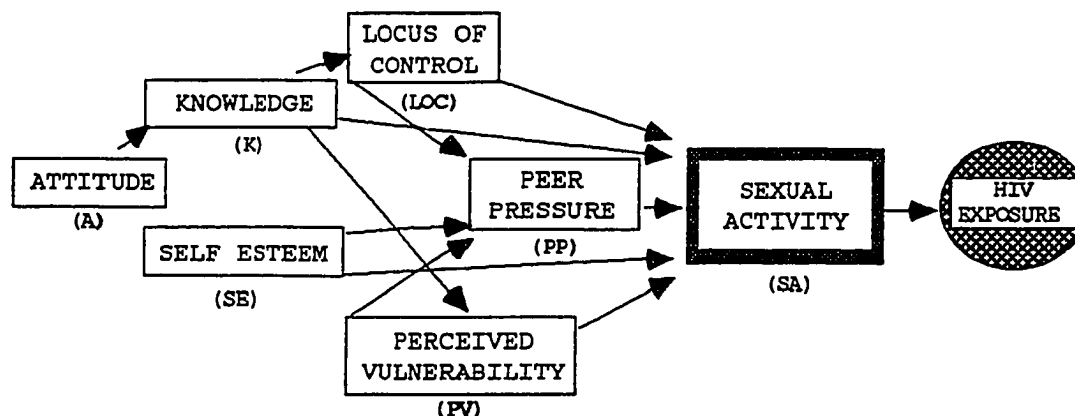 LOCUS OF
CONTROL
(LOC)
KNOWLEDGE
(K)
ATTITUDE
(A)
PEER
PRESSURE
(PP)
SELF ESTEEM
(SE)
PERCEIVED
VULNERABILITY
(PV)
SEXUAL
ACTIVITY
(SA)
HIV
EXPOSURE